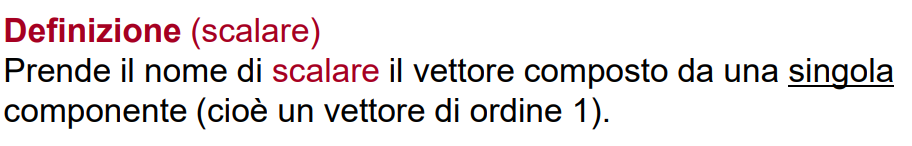 Definizione (scalare)
Prende il nome di scalare il vettore composto da una singola
componente (cioè un vettore di ordine 1).